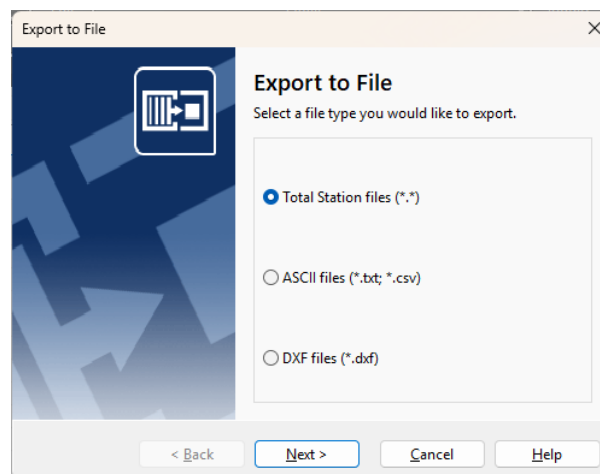 Export to File
Export to File
Select a file type you would like to export.
Total Station files (*.*)
ASCII files (*.txt; *.csv)
DXF files (*.dxf)
< Back
Next >
Cancel
Help